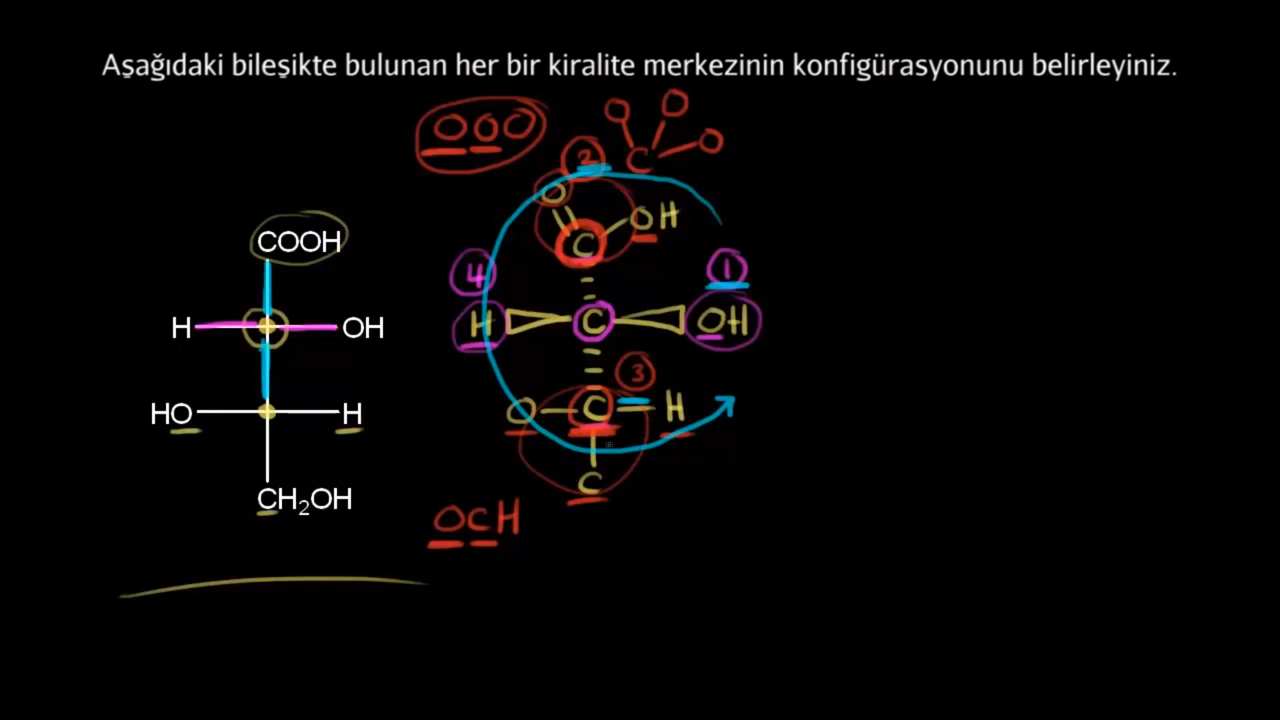 Aşağıdaki bileşikte bulunan her bir kiralite merkezinin konfigürasyonunu belirleyiniz.
OOO
O O O
2 C
O
COOH
C OH
4 1
H OH
H C OH
3
HO H
O C H
C
CH₂OH
OCH